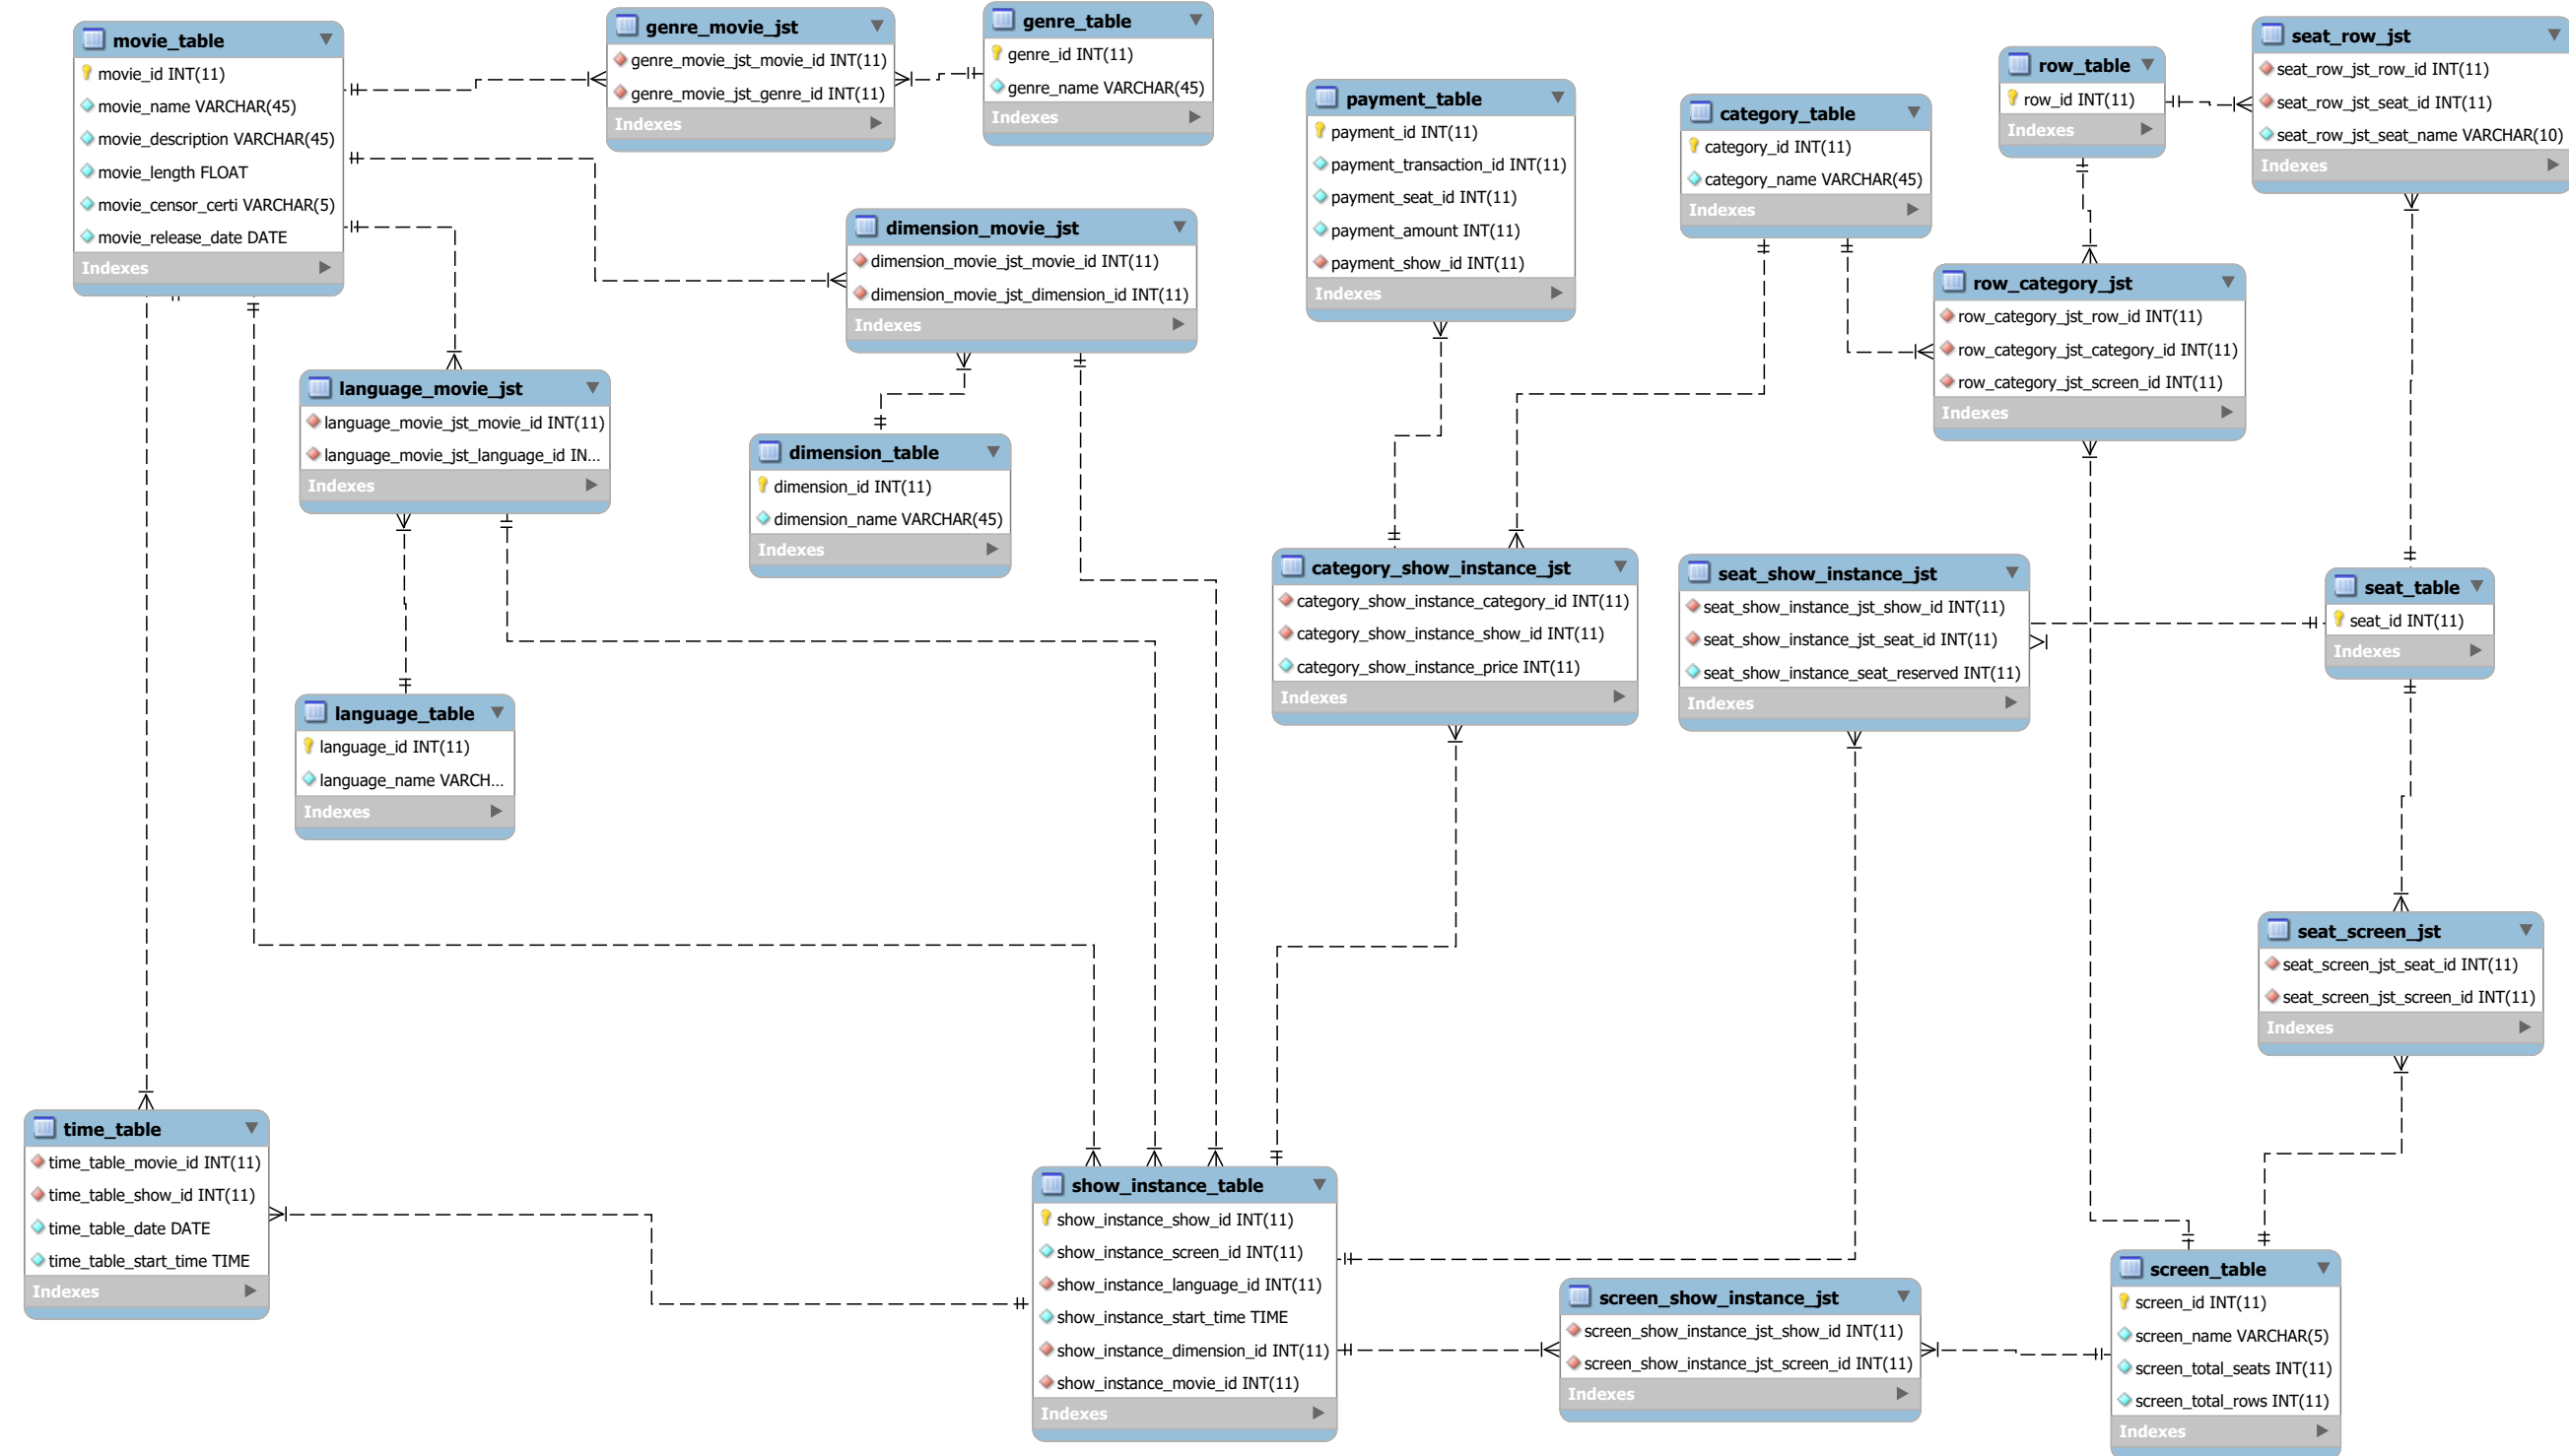 movie_table
movie_id INT(11)
movie_name VARCHAR(45)
movie_description VARCHAR(45)
movie_length FLOAT
movie_censor_certi VARCHAR(5)
movie_release_date DATE
Indexes
genre_movie_jst
genre_movie_jst_movie_id INT(11)
genre_movie_jst_genre_id INT(11)
Indexes
genre_table
genre_id INT(11)
genre_name VARCHAR(45)
Indexes
payment_table
payment_id INT(11)
payment_transaction_id INT(11)
payment_seat_id INT(11)
payment_amount INT(11)
payment_show_id INT(11)
Indexes
category_table
category_id INT(11)
category_name VARCHAR(45)
Indexes
row_table
row_id INT(11)
Indexes
seat_row_jst
seat_row_jst_row_id INT(11)
seat_row_jst_seat_id INT(11)
seat_row_jst_seat_name VARCHAR(10)
Indexes
dimension_movie_jst
dimension_movie_jst_movie_id INT(11)
dimension_movie_jst_dimension_id INT(11)
Indexes
row_category_jst
row_category_jst_row_id INT(11)
row_category_jst_category_id INT(11)
row_category_jst_screen_id INT(11)
Indexes
language_movie_jst
language_movie_jst_movie_id INT(11)
language_movie_jst_language_id IN...
Indexes
dimension_table
dimension_id INT(11)
dimension_name VARCHAR(45)
Indexes
category_show_instance_jst
category_show_instance_category_id INT(11)
category_show_instance_show_id INT(11)
category_show_instance_price INT(11)
Indexes
seat_show_instance_jst
seat_show_instance_jst_show_id INT(11)
seat_show_instance_jst_seat_id INT(11)
seat_show_instance_seat_reserved INT(11)
Indexes
seat_table
seat_id INT(11)
Indexes
language_table
language_id INT(11)
language_name VARCH...
Indexes
seat_screen_jst
seat_screen_jst_seat_id INT(11)
seat_screen_jst_screen_id INT(11)
Indexes
time_table
time_table_movie_id INT(11)
time_table_show_id INT(11)
time_table_date DATE
time_table_start_time TIME
Indexes
show_instance_table
show_instance_show_id INT(11)
show_instance_screen_id INT(11)
show_instance_language_id INT(11)
show_instance_start_time TIME
show_instance_dimension_id INT(11)
show_instance_movie_id INT(11)
Indexes
screen_show_instance_jst
screen_show_instance_jst_show_id INT(11)
screen_show_instance_jst_screen_id INT(11)
Indexes
screen_table
screen_id INT(11)
screen_name VARCHAR(5)
screen_total_seats INT(11)
screen_total_rows INT(11)
Indexes